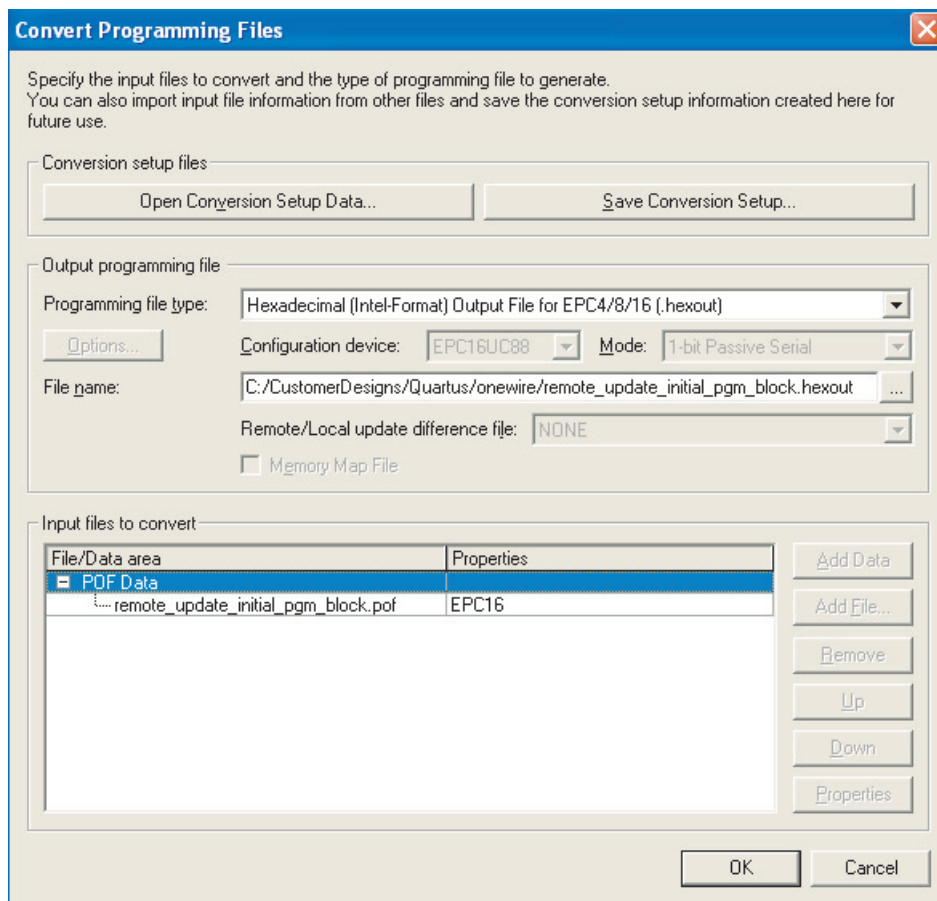 Convert Programming Files
Specify the input files to convert and the type of programming file to generate.
You can also import input file information from other files and save the conversion setup information created here for
future use.
Conversion setup files
Open Conversion Setup Data...
Save Conversion Setup...
Output programming file
Programming file type:
Hexadecimal (Intel-Format) Output File for EPC4/8/16 (.hexout)
Options...
Configuration device:
EPC16UC88
Mode:
1-bit Passive Serial
File name:
C:/CustomerDesigns/Quartus/onewire/remote_update_initial_pgm_block.hexout
...
Remote/Local update difference file:
NONE
Memory Map File
Input files to convert
File/Data area
Properties
Add Data
POF Data
remote_update_initial_pgm_block.pof
EPC16
Add File...
Remove
Up
Down
Properties
OK
Cancel